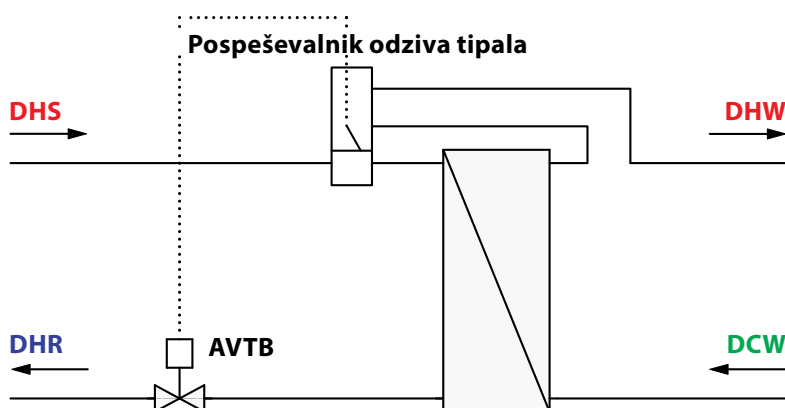 Pospeševalnik odziva tipala
DHS
DHW
DHR
AVTB
DCW